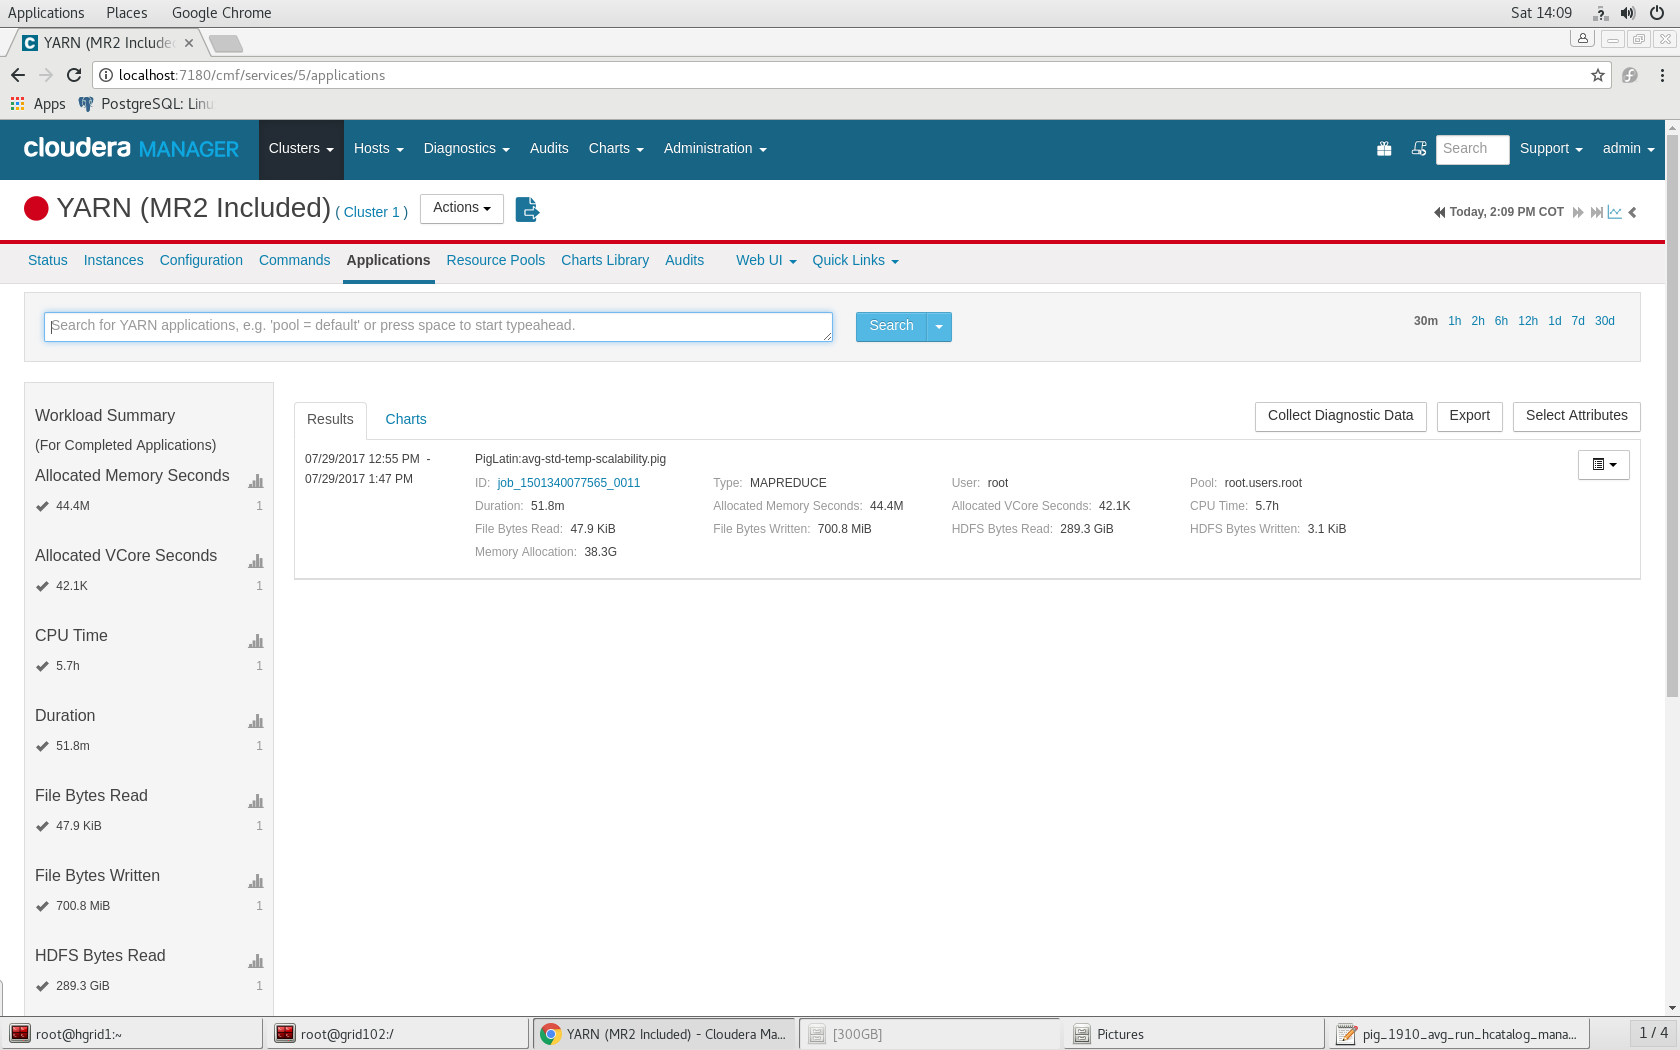 Applications Places Google Chrome Sat 14:09
YARN (MR2 Include
localhost:7180/cmf/services/5/applications
Apps PostgreSQL: Linu
cloudera MANAGER Clusters Hosts Diagnostics Audits Charts Administration Search Support admin
YARN (MR2 Included) ( Cluster 1 ) Actions Today, 2:09 PM COT
Status Instances Configuration Commands Applications Resource Pools Charts Library Audits Web UI Quick Links
Search for YARN applications, e.g. 'pool = default' or press space to start typeahead. Search 30m 1h 2h 6h 12h 1d 7d 30d
Workload Summary
(For Completed Applications)
Allocated Memory Seconds
44.4M 1
Allocated VCore Seconds
42.1K 1
CPU Time
5.7h 1
Duration
51.8m 1
File Bytes Read
47.9 KiB 1
File Bytes Written
700.8 MiB 1
HDFS Bytes Read
289.3 GiB 1
Results Charts Collect Diagnostic Data Export Select Attributes
07/29/2017 12:55 PM -
07/29/2017 1:47 PM
PigLatin:avg-std-temp-scalability.pig
ID: job_1501340077565_0011 Type: MAPREDUCE User: root Pool: root.users.root
Duration: 51.8m Allocated Memory Seconds: 44.4M Allocated VCore Seconds: 42.1K CPU Time: 5.7h
File Bytes Read: 47.9 KiB File Bytes Written: 700.8 MiB HDFS Bytes Read: 289.3 GiB HDFS Bytes Written: 3.1 KiB
Memory Allocation: 38.3G
root@hgrid1:~ root@grid102:/ YARN (MR2 Included) - Cloudera Ma... [300GB] Pictures pig_1910_avg_run_hcatalog_mana... 1 / 4